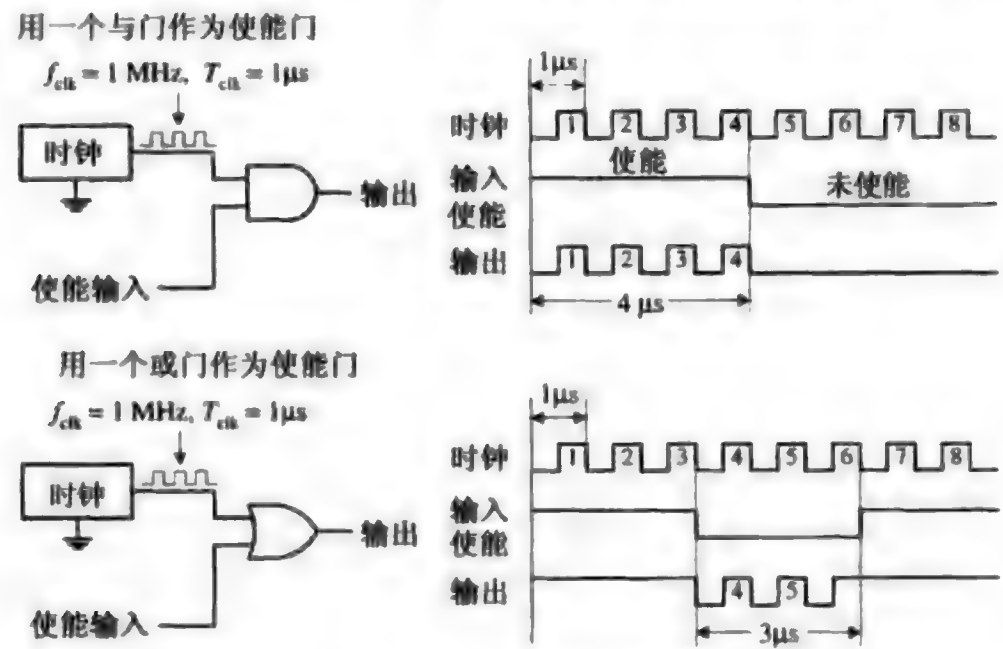 用一个与门作为使能门
f_clk = 1 MHz, T_clk = 1μs
时钟
输出
使能输入
1μs
时钟 1 2 3 4 5 6 7 8
输入 使能 未使能
使能
输出 1 2 3 4
4 μs
用一个或门作为使能门
f_clk = 1 MHz, T_clk = 1μs
时钟
输出
使能输入
1μs
时钟 1 2 3 4 5 6 7 8
输入
使能
输出 4 5
3μs